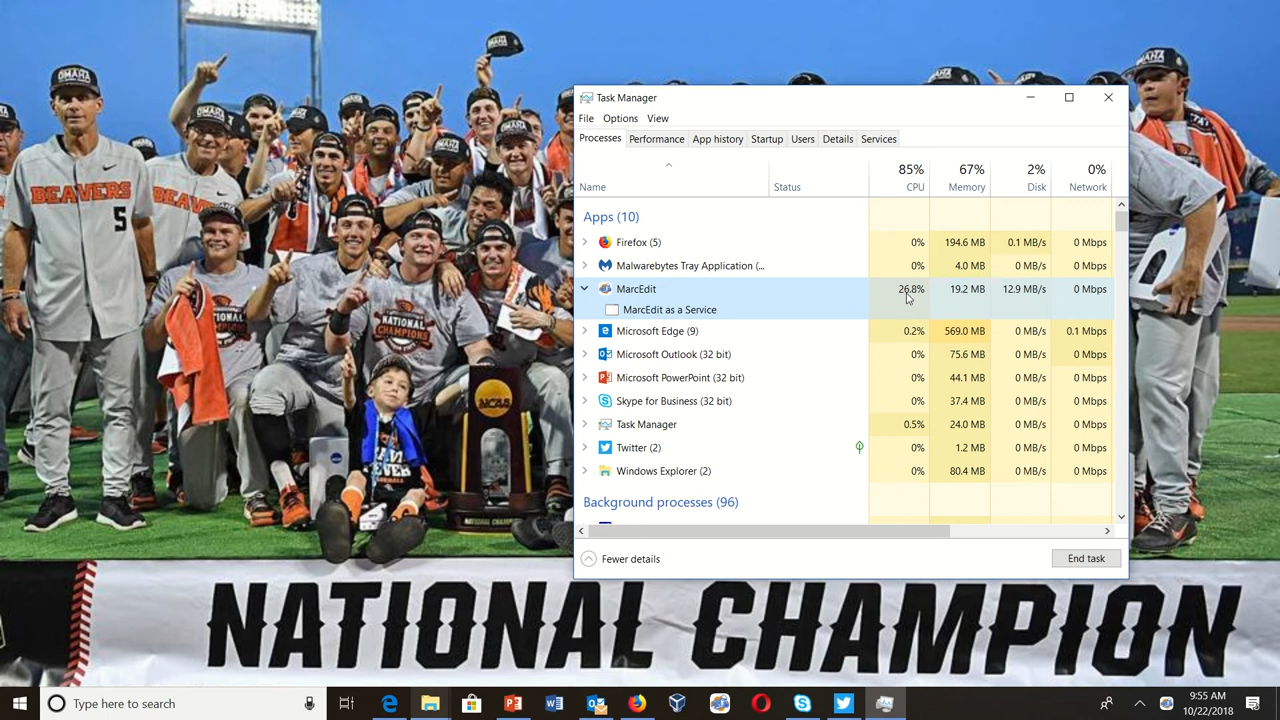 OMAHA
OMAHA
OMAHA
OMAHA
BEAVERS
5
BEAVERS
NATIONAL
CHAMPIONS
NCAA
NATIONAL CHAMPION
Task Manager
File Options View
Processes Performance App history Startup Users Details Services
85% 67% 2% 0%
Name Status CPU Memory Disk Network
Apps (10)
Firefox (5) 0% 194.6 MB 0.1 MB/s 0 Mbps
Malwarebytes Tray Application (... 0% 4.0 MB 0 MB/s 0 Mbps
MarcEdit 26.8% 19.2 MB 12.9 MB/s 0 Mbps
MarcEdit as a Service
Microsoft Edge (9) 0.2% 569.0 MB 0 MB/s 0.1 Mbps
Microsoft Outlook (32 bit) 0% 75.6 MB 0 MB/s 0 Mbps
Microsoft PowerPoint (32 bit) 0% 44.1 MB 0 MB/s 0 Mbps
Skype for Business (32 bit) 0% 37.4 MB 0 MB/s 0 Mbps
Task Manager 0.5% 24.0 MB 0 MB/s 0 Mbps
Twitter (2) 0% 1.2 MB 0 MB/s 0 Mbps
Windows Explorer (2) 0% 80.4 MB 0 MB/s 0 Mbps
Background processes (96)
Fewer details End task
NATIONAL CHAMPION
Type here to search
9:55 AM
10/22/2018